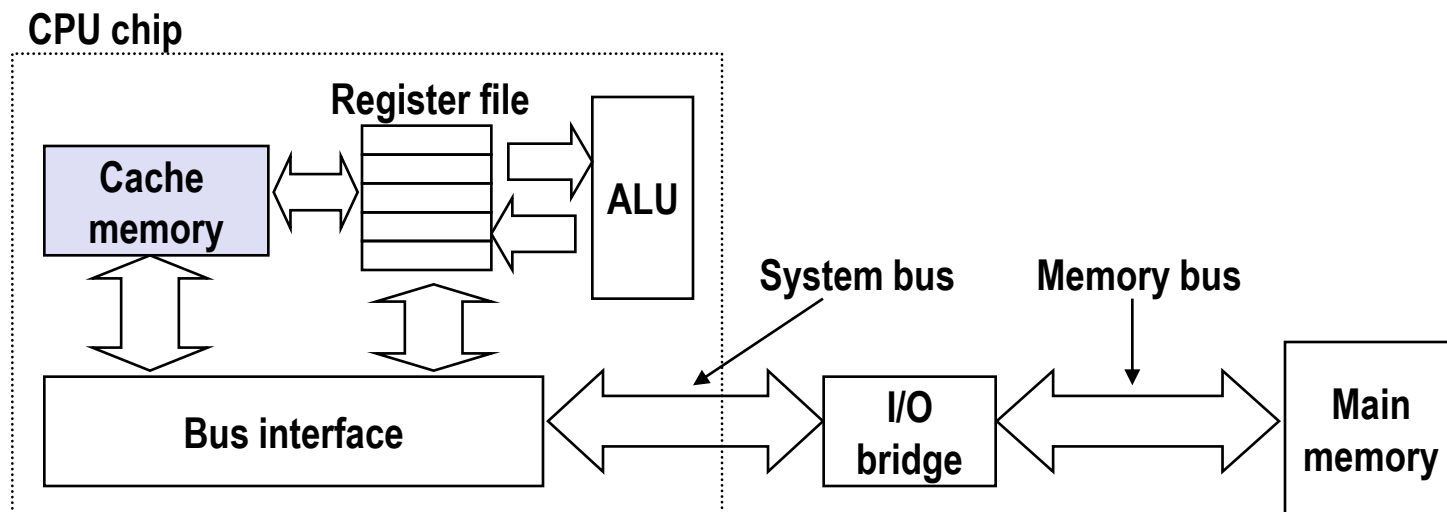 CPU chip
Register file
Cache
memory
ALU
System bus
Memory bus
Bus interface
I/O
bridge
Main
memory